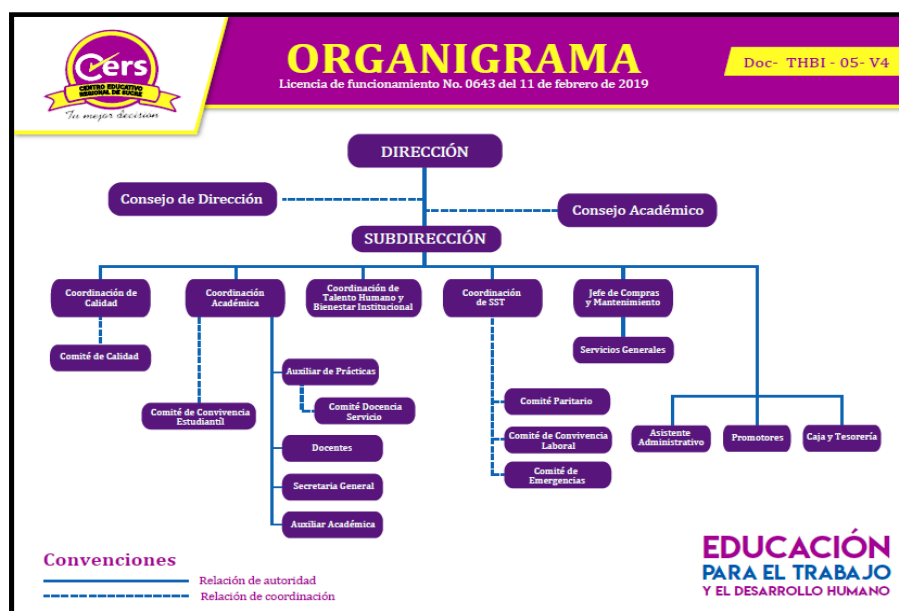 Cers
CENTRO EDUCATIVO
REGIONAL DE SUCRE
Tu mejor decisión
ORGANIGRAMA
Licencia de funcionamiento No. 0643 del 11 de febrero de 2019
Doc- THBI - 05- V4
DIRECCIÓN
Consejo de Dirección
Consejo Académico
SUBDIRECCIÓN
Coordinación de
Calidad
Coordinación
Académica
Coordinación de
Talento Humano y
Bienestar Institucional
Coordinación
de SST
Jefe de Compras
y Mantenimiento
Comité de Calidad
Servicios Generales
Auxiliar de Prácticas
Comité de Convivencia
Estudiantíl
Comité Docencia
Servicio
Comité Paritario
Docentes
Comité de Convivencia
Laboral
Asistente
Administrativo
Promotores
Caja y Tesorería
Secretaria General
Comité de
Emergencias
Auxiliar Académica
Convenciones
Relación de autoridad
Relación de coordinación
EDUCACIÓN
PARA EL TRABAJO
Y EL DESARROLLO HUMANO